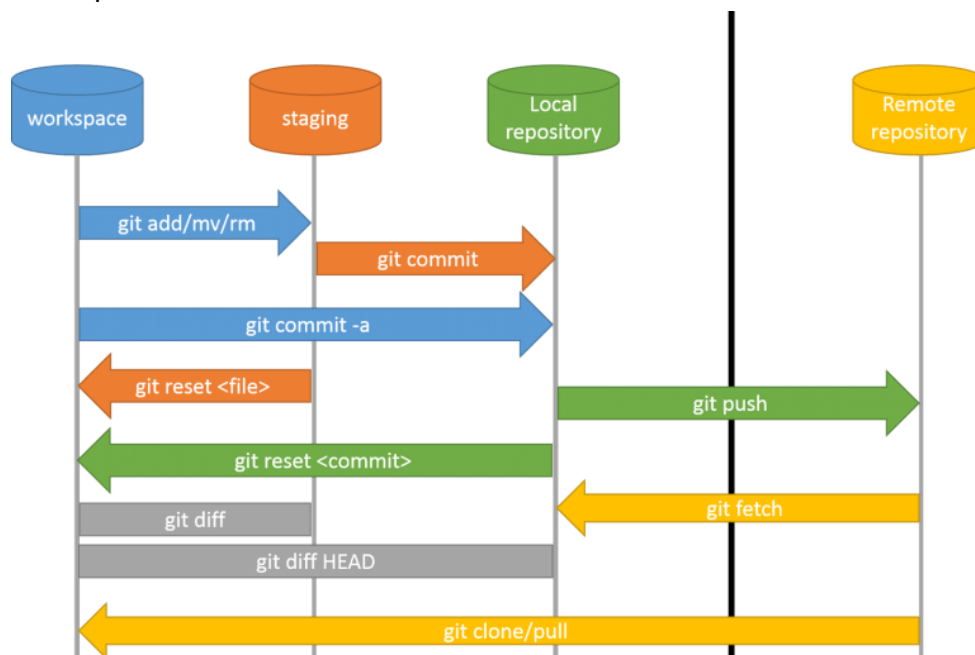 workspace
staging
Local
repository
Remote
repository
git add/mv/rm
git commit
git commit -a
git reset <file>
git push
git reset <commit>
git fetch
git diff
git diff HEAD
git clone/pull